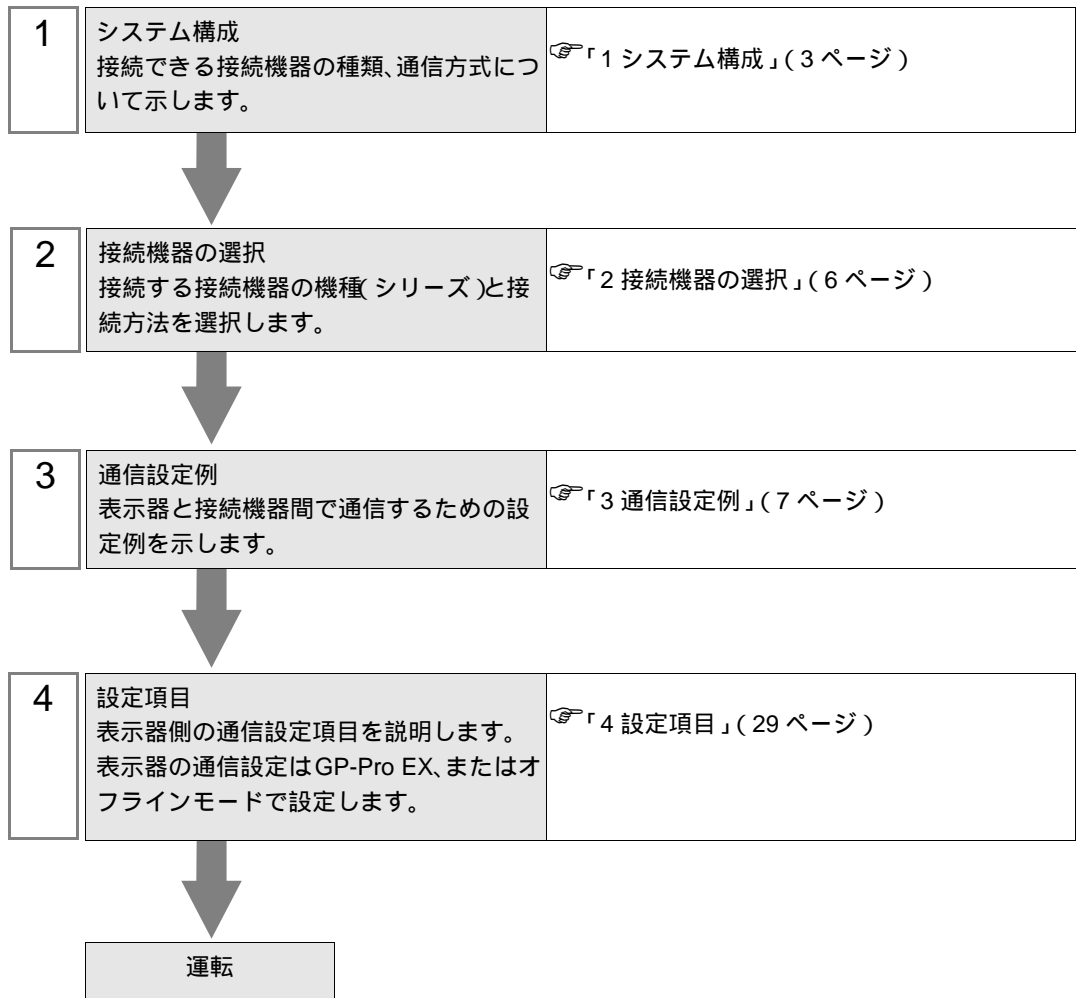 1
システム構成
接続できる接続機器の種類、通信方式につ
いて示します。
☞「1 システム構成」(3 ページ)
2
接続機器の選択
接続する接続機器の機種(シリーズ)と接
続方法を選択します。
☞「2 接続機器の選択」(6 ページ)
3
通信設定例
表示器と接続機器間で通信するための設
定例を示します。
☞「3 通信設定例」(7 ページ)
4
設定項目
表示器側の通信設定項目を説明します。
表示器の通信設定はGP-Pro EX、またはオ
フラインモードで設定します。
☞「4 設定項目」(29 ページ)
運転